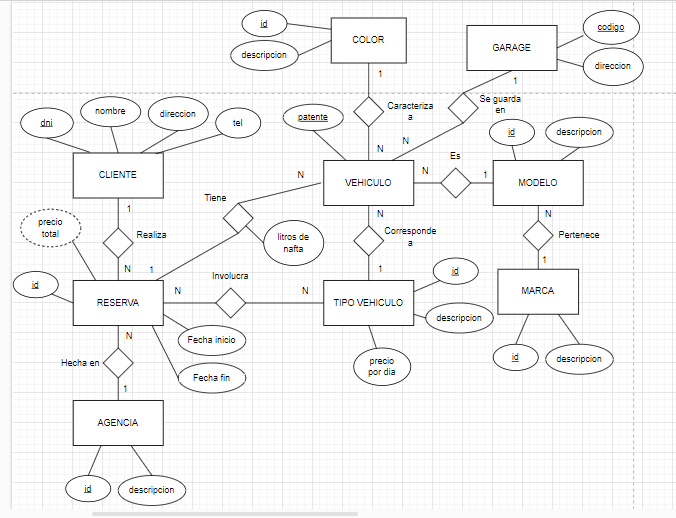 id
descripcion
COLOR
GARAGE
codigo
direccion
1
1
dni
nombre
direccion
tel
patente
Caracteriza
a
Se guarda
en
id
descripcion
N
N
Es
CLIENTE
N
VEHICULO
N
1
MODELO
Tiene
1
N
N
precio
total
Realiza
litros de
nafta
Corresponde
a
Pertenece
N
1
1
1
id
Involucra
id
RESERVA
N
N
TIPO VEHICULO
MARCA
descripcion
N
Fecha inicio
Hecha en
precio
por dia
id
descripcion
Fecha fin
1
AGENCIA
id
descripcion